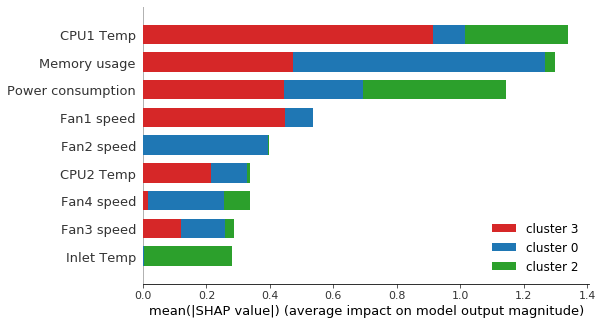 CPU1 Temp
Memory usage
Power consumption
Fan1 speed
Fan2 speed
CPU2 Temp
Fan4 speed
Fan3 speed
Inlet Temp
cluster 3
cluster 0
cluster 2
0.0 0.2 0.4 0.6 0.8 1.0 1.2 1.4
mean(|SHAP value|) (average impact on model output magnitude)